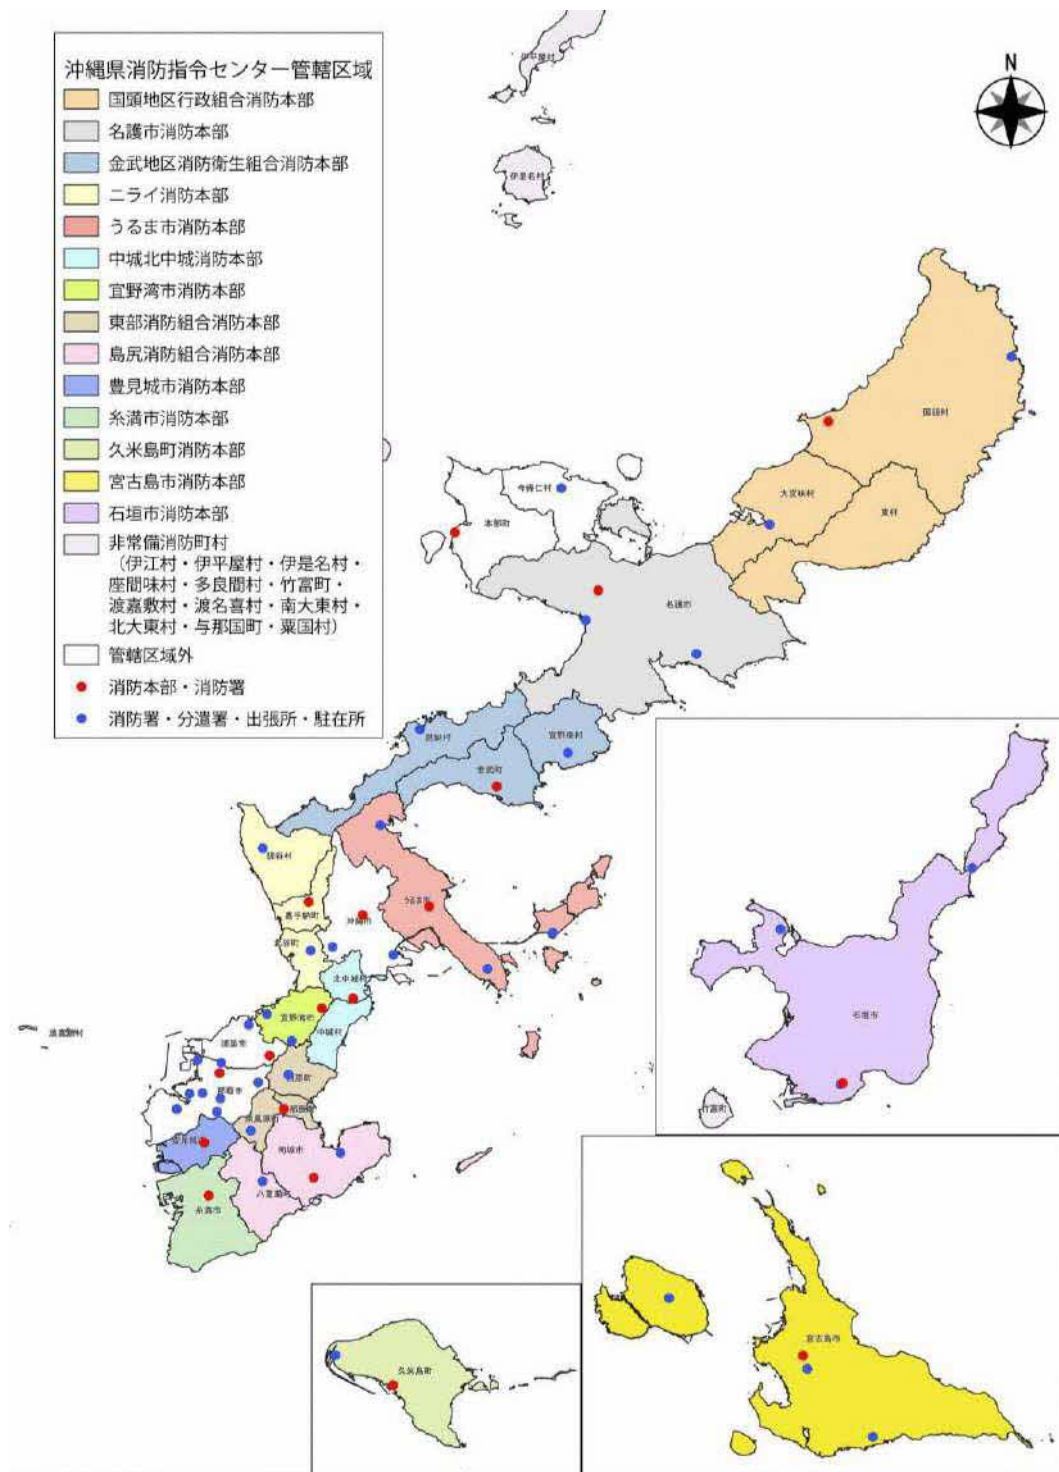 沖縄県消防指令センター管轄区域
国頭地区行政組合消防本部
名護市消防本部
金武地区消防衛生組合消防本部
ニライ消防本部
うるま市消防本部
中城北中城消防本部
宜野湾市消防本部
東部消防組合消防本部
島尻消防組合消防本部
豊見城市消防本部
糸満市消防本部
久米島町消防本部
宮古島市消防本部
石垣市消防本部
非常備消防町村
（伊江村・伊平屋村・伊是名村・
座間味村・多良間村・竹富町・
渡嘉敷村・渡名喜村・南大東村・
北大東村・与那国町・粟国村）
管轄区域外
消防本部・消防署
消防署・分遣署・出張所・駐在所
N
伊平屋村
伊是名村
国頭村
大宜味村
東村
今帰仁村
本部町
名護市
恩納村
宜野座村
金武町
読谷村
嘉手納町
沖縄市
うるま市
北谷町
北中城村
宜野湾市
中城村
浦添市
西原町
那覇市
南風原町
南城市
八重瀬町
糸満市
石垣市
竹富町
宮古島市
久米島町